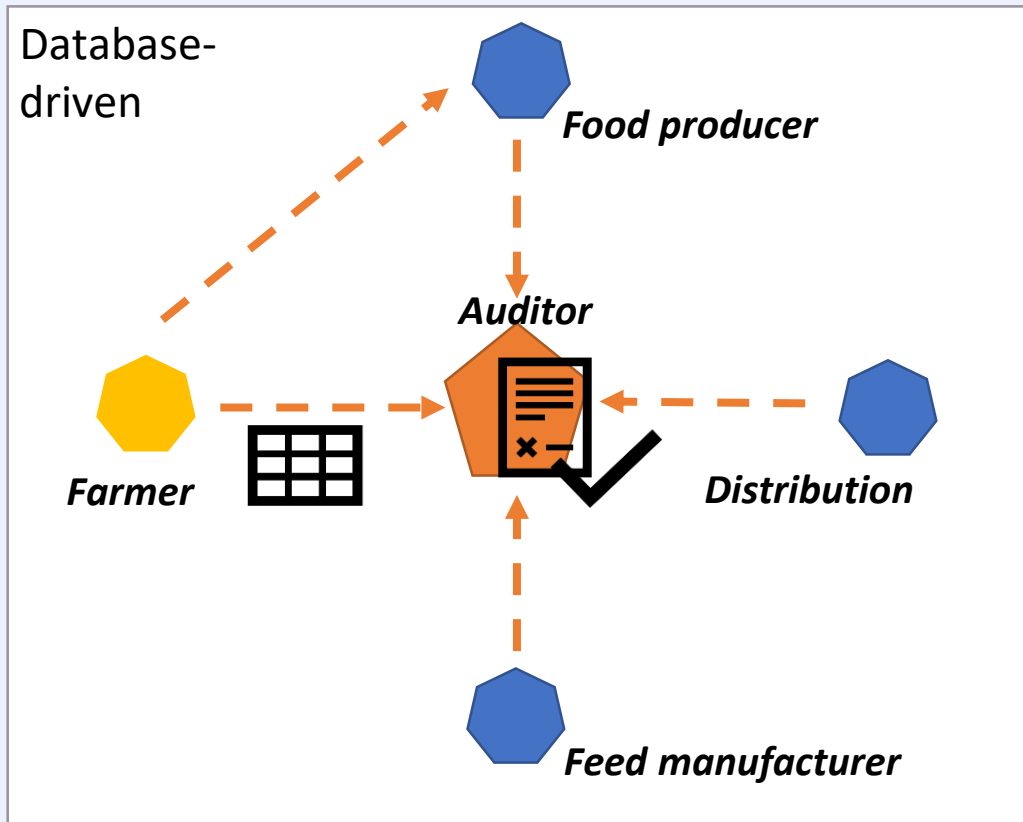 Database-
driven
Food producer
Auditor
Farmer
Distribution
Feed manufacturer